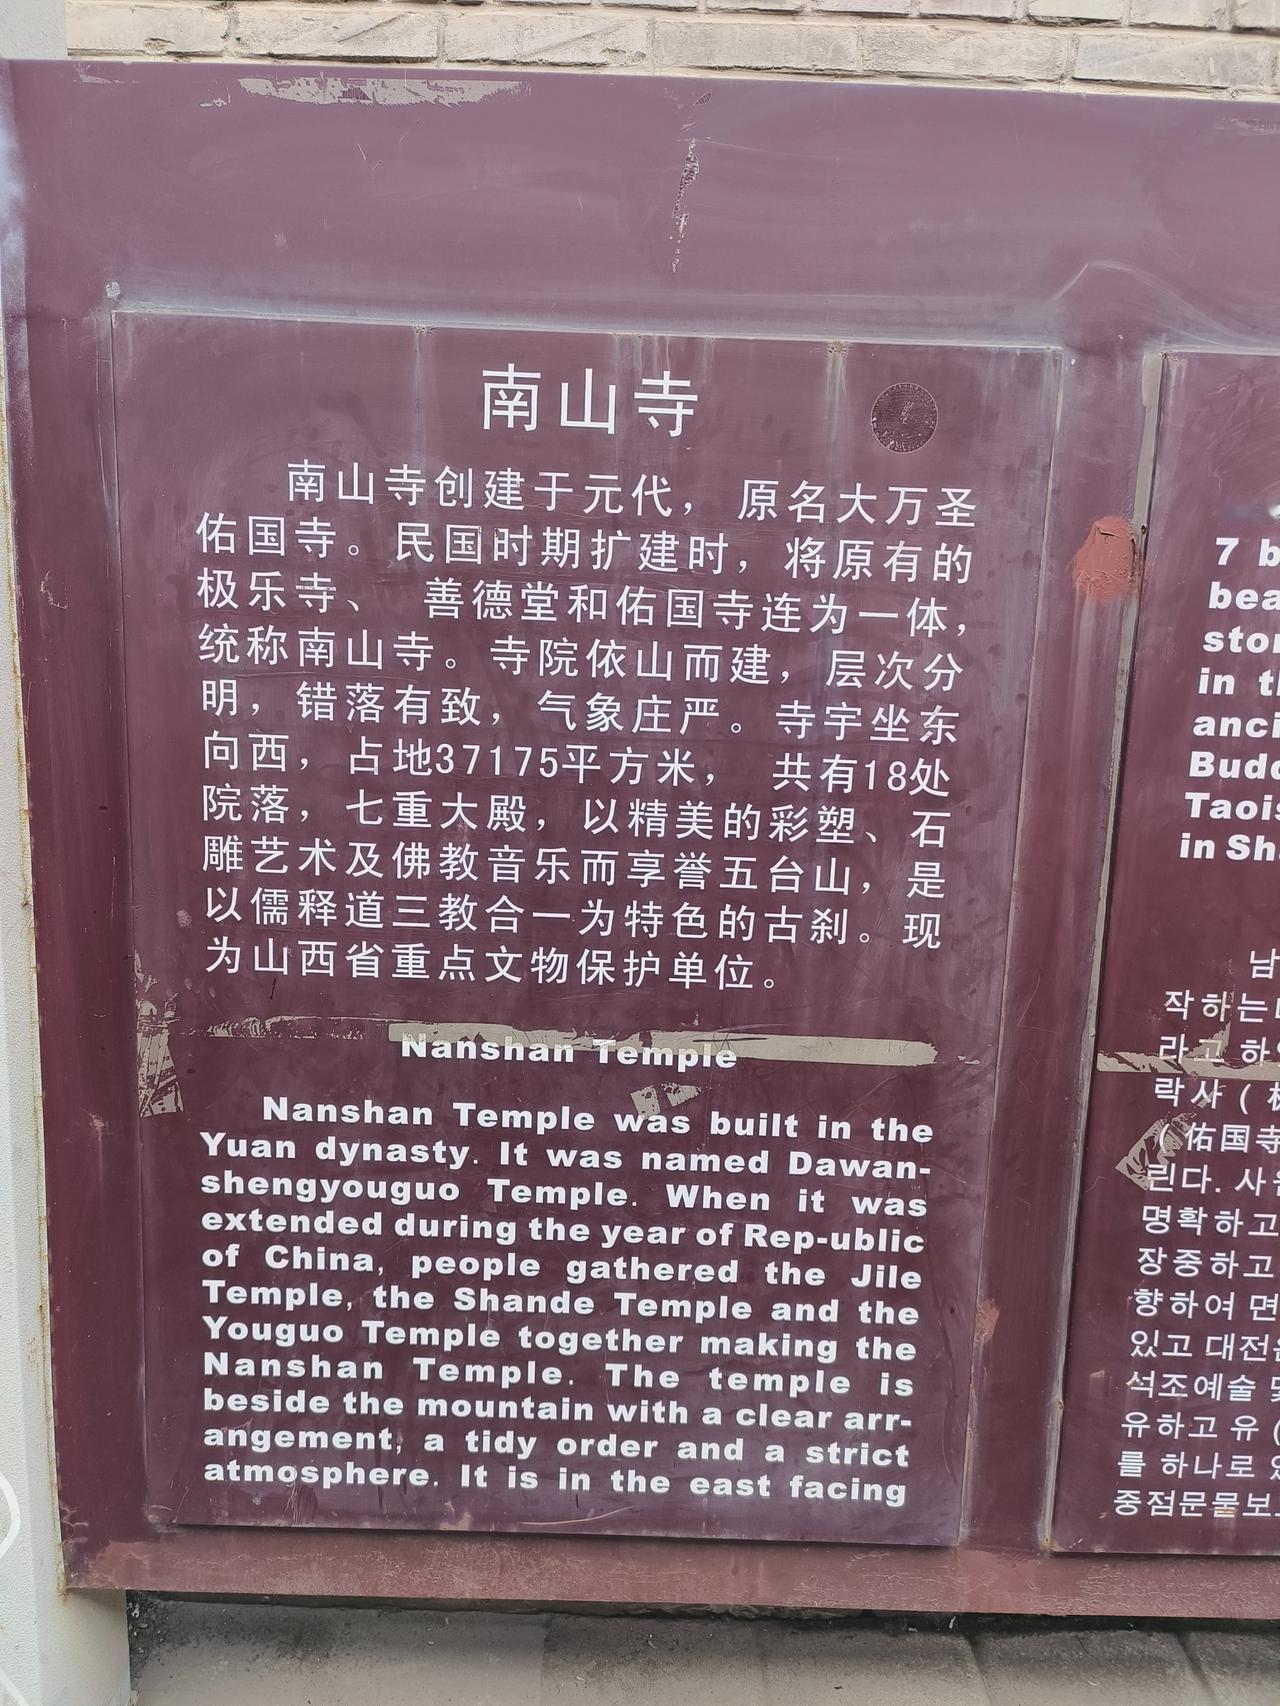 南山寺
南山寺创建于元代，原名大万圣
佑国寺。民国时期扩建时，将原有的
极乐寺、善德堂和佑国寺连为一体，
统称南山寺。寺院依山而建，层次分
明，错落有致，气象庄严。寺宇坐东
向西，占地37175平方米，共有18处
院落，七重大殿，以精美的彩塑、石
雕艺术及佛教音乐而享誉五台山，是
以儒释道三教合一为特色的古刹。现
为山西省重点文物保护单位。
Nanshan Temple
Nanshan Temple was built in the
Yuan dynasty. It was named Dawan-
shengyouguo Temple. When it was
extended during the year of Rep-ublic
of China, people gathered the Jile
Temple, the Shande Temple and the
Youguo Temple together making the
Nanshan Temple. The temple is
beside the mountain with a clear arr-
angement, a tidy order and a strict
atmosphere. It is in the east facing
7 b
bea
stor
in th
anci
Budd
Taois
in Sha
남
작하는
라고 하
락사 (
( 佑国寺
린다. 사
명확하고
장중하고
향하여 면
있고 대전
석조예술 및
유하고 유 (
를 하나로
중점문물보